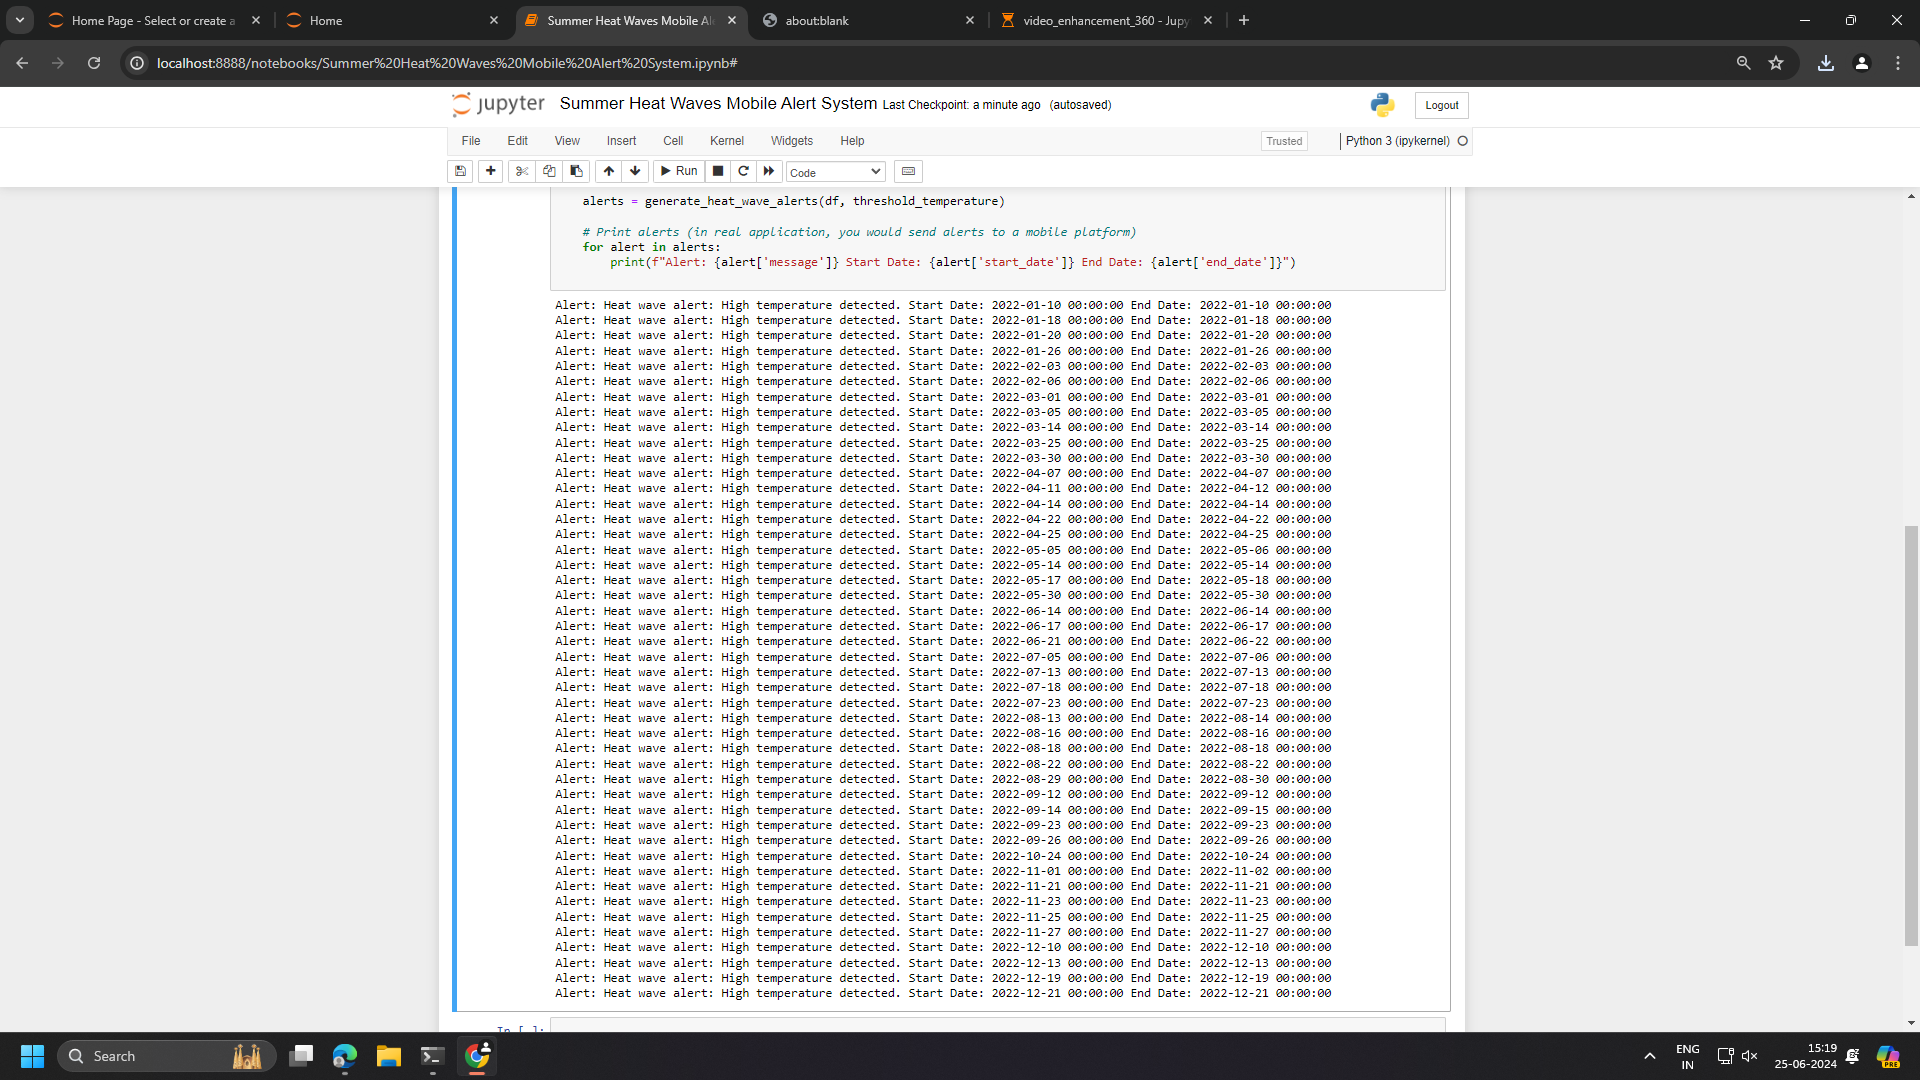 Home Page - Select or create a
Home
Summer Heat Waves Mobile Al
about:blank
video_enhancement_360 - Jupy
localhost:8888/notebooks/Summer%20Heat%20Waves%20Mobile%20Alert%20System.ipynb#
jupyter Summer Heat Waves Mobile Alert System Last Checkpoint: a minute ago (autosaved) Logout
File Edit View Insert Cell Kernel Widgets Help Trusted Python 3 (ipykernel)
Run Code
alerts = generate_heat_wave_alerts(df, threshold_temperature)
# Print alerts (in real application, you would send alerts to a mobile platform)
for alert in alerts:
print(f"Alert: {alert['message']} Start Date: {alert['start_date']} End Date: {alert['end_date']}")
Alert: Heat wave alert: High temperature detected. Start Date: 2022-01-10 00:00:00 End Date: 2022-01-10 00:00:00
Alert: Heat wave alert: High temperature detected. Start Date: 2022-01-18 00:00:00 End Date: 2022-01-18 00:00:00
Alert: Heat wave alert: High temperature detected. Start Date: 2022-01-20 00:00:00 End Date: 2022-01-20 00:00:00
Alert: Heat wave alert: High temperature detected. Start Date: 2022-01-26 00:00:00 End Date: 2022-01-26 00:00:00
Alert: Heat wave alert: High temperature detected. Start Date: 2022-02-03 00:00:00 End Date: 2022-02-03 00:00:00
Alert: Heat wave alert: High temperature detected. Start Date: 2022-02-06 00:00:00 End Date: 2022-02-06 00:00:00
Alert: Heat wave alert: High temperature detected. Start Date: 2022-03-01 00:00:00 End Date: 2022-03-01 00:00:00
Alert: Heat wave alert: High temperature detected. Start Date: 2022-03-05 00:00:00 End Date: 2022-03-05 00:00:00
Alert: Heat wave alert: High temperature detected. Start Date: 2022-03-14 00:00:00 End Date: 2022-03-14 00:00:00
Alert: Heat wave alert: High temperature detected. Start Date: 2022-03-25 00:00:00 End Date: 2022-03-25 00:00:00
Alert: Heat wave alert: High temperature detected. Start Date: 2022-03-30 00:00:00 End Date: 2022-03-30 00:00:00
Alert: Heat wave alert: High temperature detected. Start Date: 2022-04-07 00:00:00 End Date: 2022-04-07 00:00:00
Alert: Heat wave alert: High temperature detected. Start Date: 2022-04-11 00:00:00 End Date: 2022-04-12 00:00:00
Alert: Heat wave alert: High temperature detected. Start Date: 2022-04-14 00:00:00 End Date: 2022-04-14 00:00:00
Alert: Heat wave alert: High temperature detected. Start Date: 2022-04-22 00:00:00 End Date: 2022-04-22 00:00:00
Alert: Heat wave alert: High temperature detected. Start Date: 2022-04-25 00:00:00 End Date: 2022-04-25 00:00:00
Alert: Heat wave alert: High temperature detected. Start Date: 2022-05-05 00:00:00 End Date: 2022-05-06 00:00:00
Alert: Heat wave alert: High temperature detected. Start Date: 2022-05-14 00:00:00 End Date: 2022-05-14 00:00:00
Alert: Heat wave alert: High temperature detected. Start Date: 2022-05-17 00:00:00 End Date: 2022-05-18 00:00:00
Alert: Heat wave alert: High temperature detected. Start Date: 2022-05-30 00:00:00 End Date: 2022-05-30 00:00:00
Alert: Heat wave alert: High temperature detected. Start Date: 2022-06-14 00:00:00 End Date: 2022-06-14 00:00:00
Alert: Heat wave alert: High temperature detected. Start Date: 2022-06-17 00:00:00 End Date: 2022-06-17 00:00:00
Alert: Heat wave alert: High temperature detected. Start Date: 2022-06-21 00:00:00 End Date: 2022-06-22 00:00:00
Alert: Heat wave alert: High temperature detected. Start Date: 2022-07-05 00:00:00 End Date: 2022-07-06 00:00:00
Alert: Heat wave alert: High temperature detected. Start Date: 2022-07-13 00:00:00 End Date: 2022-07-13 00:00:00
Alert: Heat wave alert: High temperature detected. Start Date: 2022-07-18 00:00:00 End Date: 2022-07-18 00:00:00
Alert: Heat wave alert: High temperature detected. Start Date: 2022-07-23 00:00:00 End Date: 2022-07-23 00:00:00
Alert: Heat wave alert: High temperature detected. Start Date: 2022-08-13 00:00:00 End Date: 2022-08-14 00:00:00
Alert: Heat wave alert: High temperature detected. Start Date: 2022-08-16 00:00:00 End Date: 2022-08-16 00:00:00
Alert: Heat wave alert: High temperature detected. Start Date: 2022-08-18 00:00:00 End Date: 2022-08-18 00:00:00
Alert: Heat wave alert: High temperature detected. Start Date: 2022-08-22 00:00:00 End Date: 2022-08-22 00:00:00
Alert: Heat wave alert: High temperature detected. Start Date: 2022-08-29 00:00:00 End Date: 2022-08-30 00:00:00
Alert: Heat wave alert: High temperature detected. Start Date: 2022-09-12 00:00:00 End Date: 2022-09-12 00:00:00
Alert: Heat wave alert: High temperature detected. Start Date: 2022-09-14 00:00:00 End Date: 2022-09-15 00:00:00
Alert: Heat wave alert: High temperature detected. Start Date: 2022-09-23 00:00:00 End Date: 2022-09-23 00:00:00
Alert: Heat wave alert: High temperature detected. Start Date: 2022-09-26 00:00:00 End Date: 2022-09-26 00:00:00
Alert: Heat wave alert: High temperature detected. Start Date: 2022-10-24 00:00:00 End Date: 2022-10-24 00:00:00
Alert: Heat wave alert: High temperature detected. Start Date: 2022-11-01 00:00:00 End Date: 2022-11-02 00:00:00
Alert: Heat wave alert: High temperature detected. Start Date: 2022-11-21 00:00:00 End Date: 2022-11-21 00:00:00
Alert: Heat wave alert: High temperature detected. Start Date: 2022-11-23 00:00:00 End Date: 2022-11-23 00:00:00
Alert: Heat wave alert: High temperature detected. Start Date: 2022-11-25 00:00:00 End Date: 2022-11-25 00:00:00
Alert: Heat wave alert: High temperature detected. Start Date: 2022-11-27 00:00:00 End Date: 2022-11-27 00:00:00
Alert: Heat wave alert: High temperature detected. Start Date: 2022-12-10 00:00:00 End Date: 2022-12-10 00:00:00
Alert: Heat wave alert: High temperature detected. Start Date: 2022-12-13 00:00:00 End Date: 2022-12-13 00:00:00
Alert: Heat wave alert: High temperature detected. Start Date: 2022-12-19 00:00:00 End Date: 2022-12-19 00:00:00
Alert: Heat wave alert: High temperature detected. Start Date: 2022-12-21 00:00:00 End Date: 2022-12-21 00:00:00
In [ ]:
Search
ENG
IN
15:19
25-06-2024
PRE